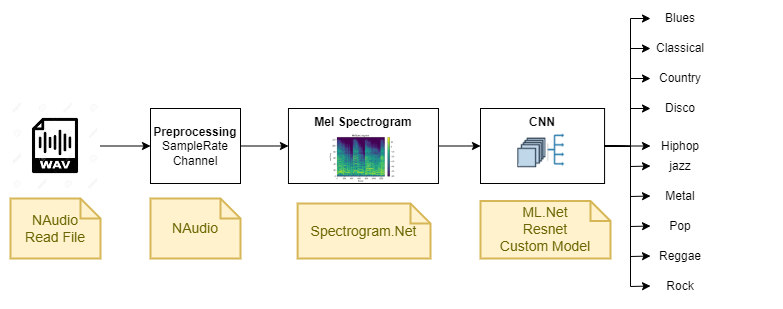 WAV
NAudio
Read File
Preprocessing
SampleRate
Channel
NAudio
Mel Spectrogram
Spectrogram.Net
CNN
ML.Net
Resnet
Custom Model
Blues
Classical
Country
Disco
Hiphop
jazz
Metal
Pop
Reggae
Rock